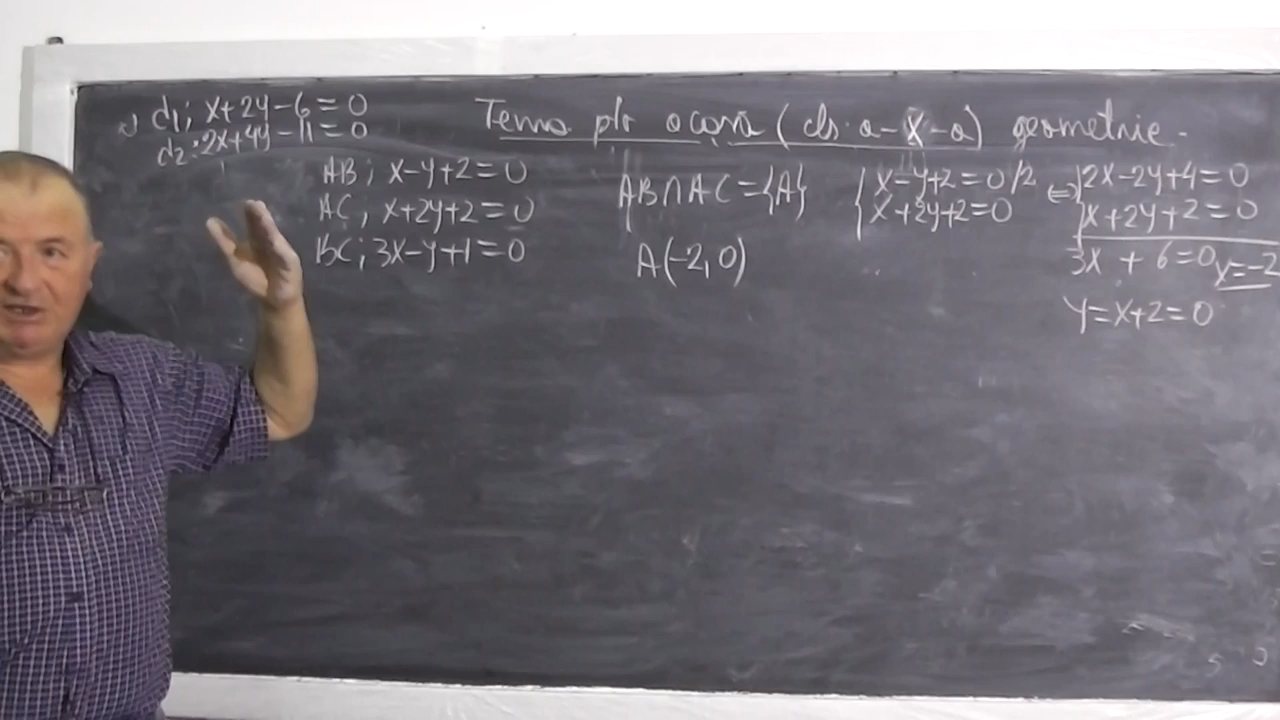 Tema ptr acasă (cls. a-X-a) geometrie.
d1: x+2y-6=0
d2: 2x+4y-11=0
AB: x-y+2=0
AC: x+2y+2=0
BC: 3x-y+1=0
AB∩AC={A}
A(-2,0)
{x-y+2=0 /2
x+2y+2=0
⇔ {2x-2y+4=0
x+2y+2=0
3x + 6=0 x=-2
y=x+2=0